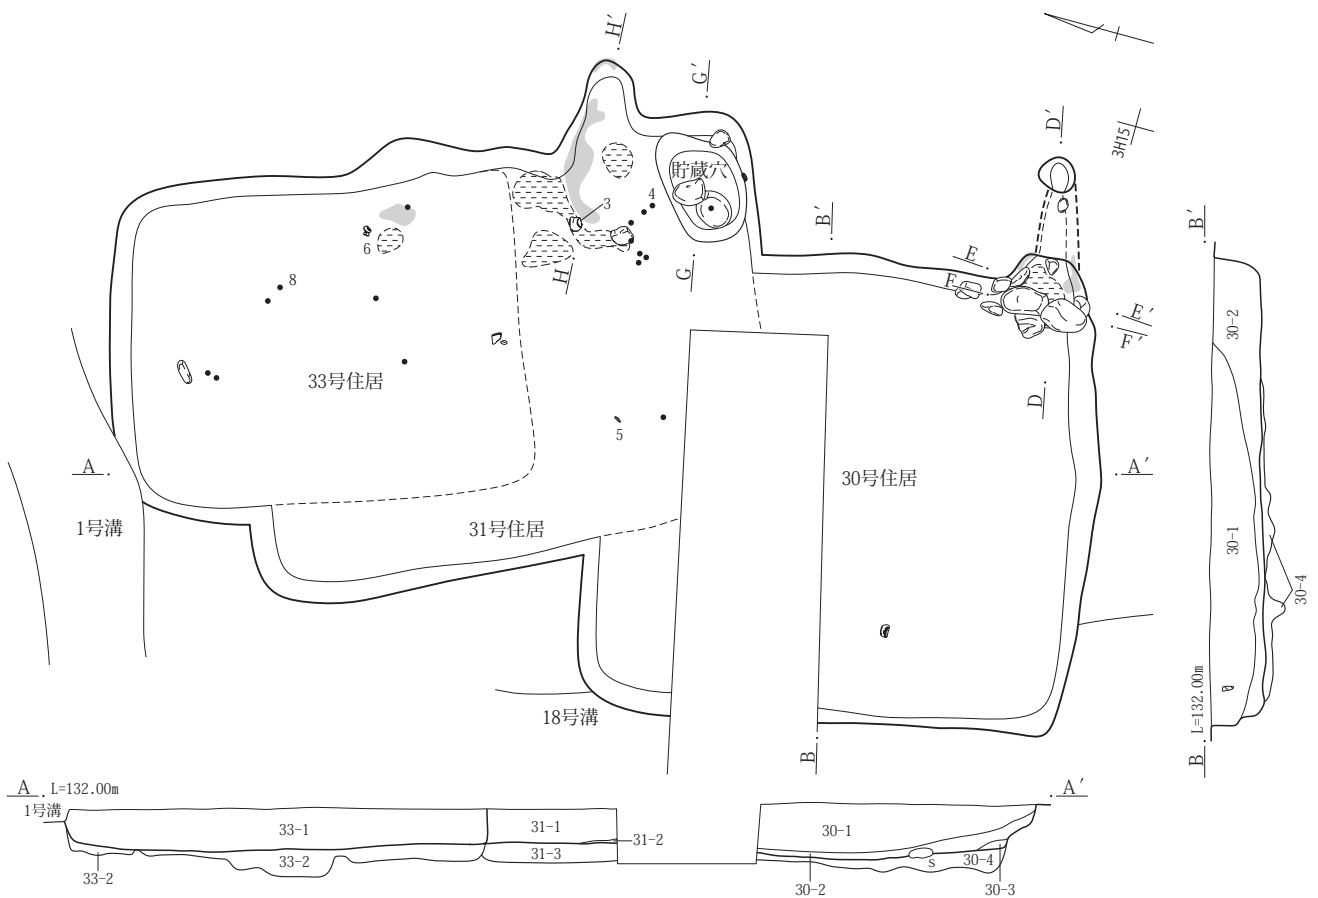 H′
G′
B′
D′
3H15
貯蔵穴
3
4
6
8
H
G
E
F
E′
F′
D
33号住居
5
A
A′
30号住居
1号溝
31号住居
18号溝
B
B′
30-2
30-1
30-4
B L=132.00m
A L=132.00m
A′
1号溝
33-1
31-1
31-2
30-1
33-2
33-2
31-3
S
30-4
30-2
30-3